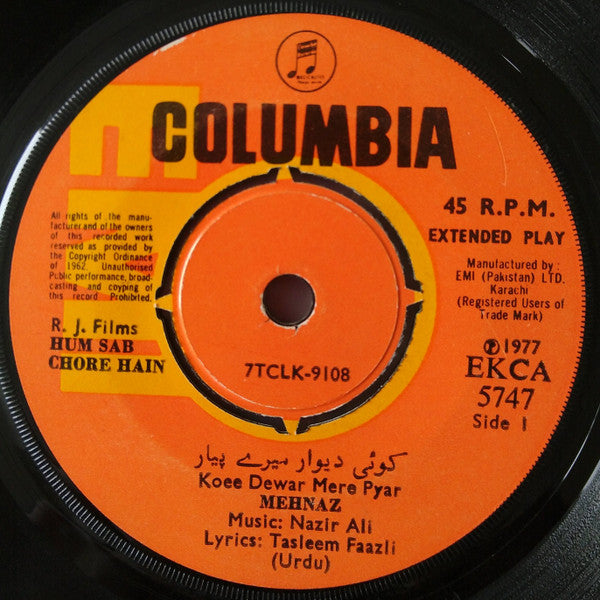 COLUMBIA
45 R.P.M.
EXTENDED PLAY
All rights of the manu-
facturer and of the owners
of this recorded work
reserved as provided by
the Copyright Ordinance
of 1962. Unauthorised
Public performance, broad-
casting and coyping of
this record Prohibited.
Manufactured by :
EMI (Pakistan) LTD.
Karachi
(Registered Users of
Trade Mark)
R. J. Films
HUM SAB
CHORE HAIN
7TCLK-9108
℗1977
EKCA
5747
Side 1
کوئی دیوار میرے پیار
Koee Dewar Mere Pyar
MEHNAZ
Music: Nazir Ali
Lyrics: Tasleem Faazli
(Urdu)